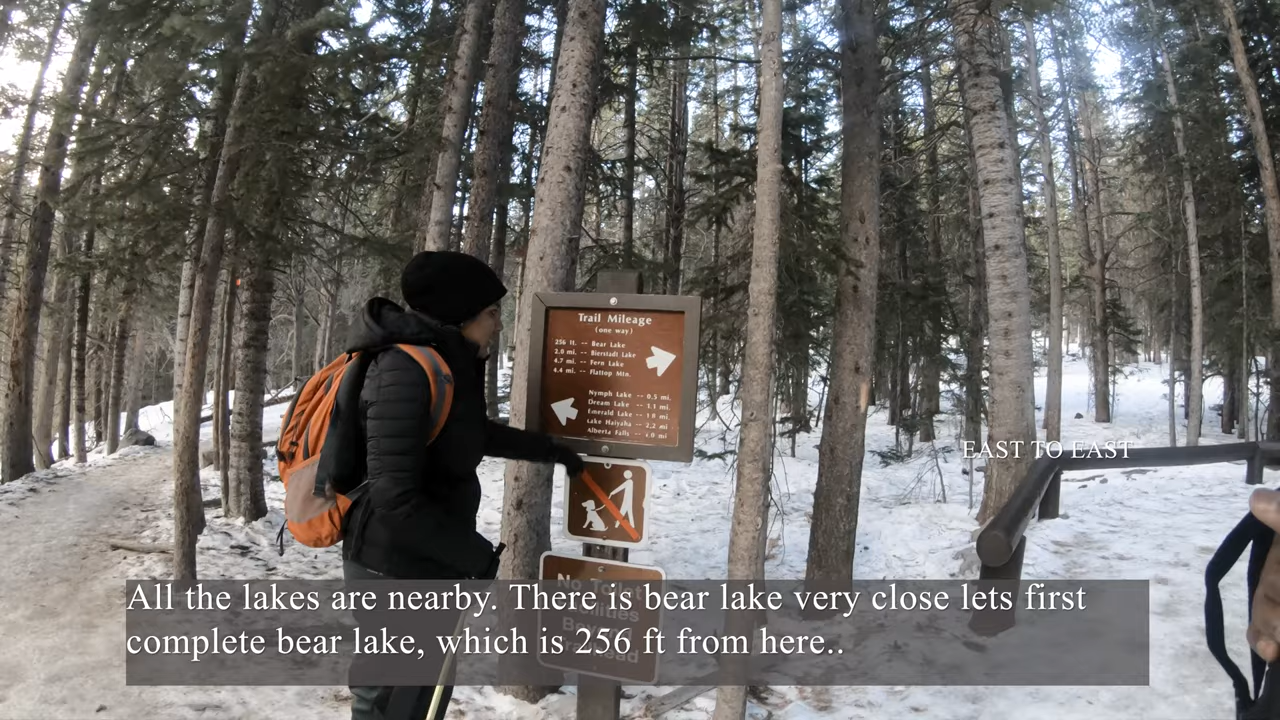 Trail Mileage
(one way)
256 ft. -- Bear Lake
2.0 mi. -- Bierstadt Lake
4.7 mi. -- Fern Lake
4.4 mi. -- Flattop Mtn.
Nymph Lake -- 0.5 mi.
Dream Lake -- 1.1 mi.
Emerald Lake -- 1.8 mi.
Lake Haiyaha -- 2.2 mi
Alberta Falls --
EAST TO EAST
No Toilet
All the lakes are nearby. There is bear lake very close lets first
complete bear lake, which is 256 ft from here..